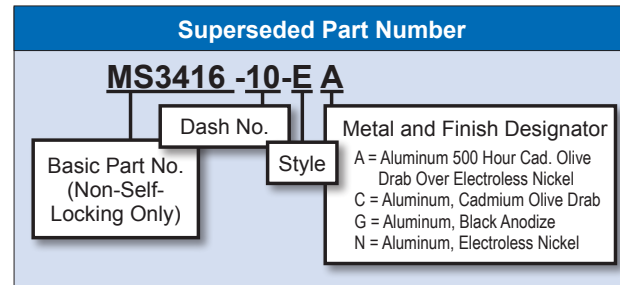 Superseded Part Number
MS3416 -10-E A
Dash No.
Basic Part No.
(Non-Self-
Locking Only)
Style
Metal and Finish Designator
A = Aluminum 500 Hour Cad. Olive
Drab Over Electroless Nickel
C = Aluminum, Cadmium Olive Drab
G = Aluminum, Black Anodize
N = Aluminum, Electroless Nickel